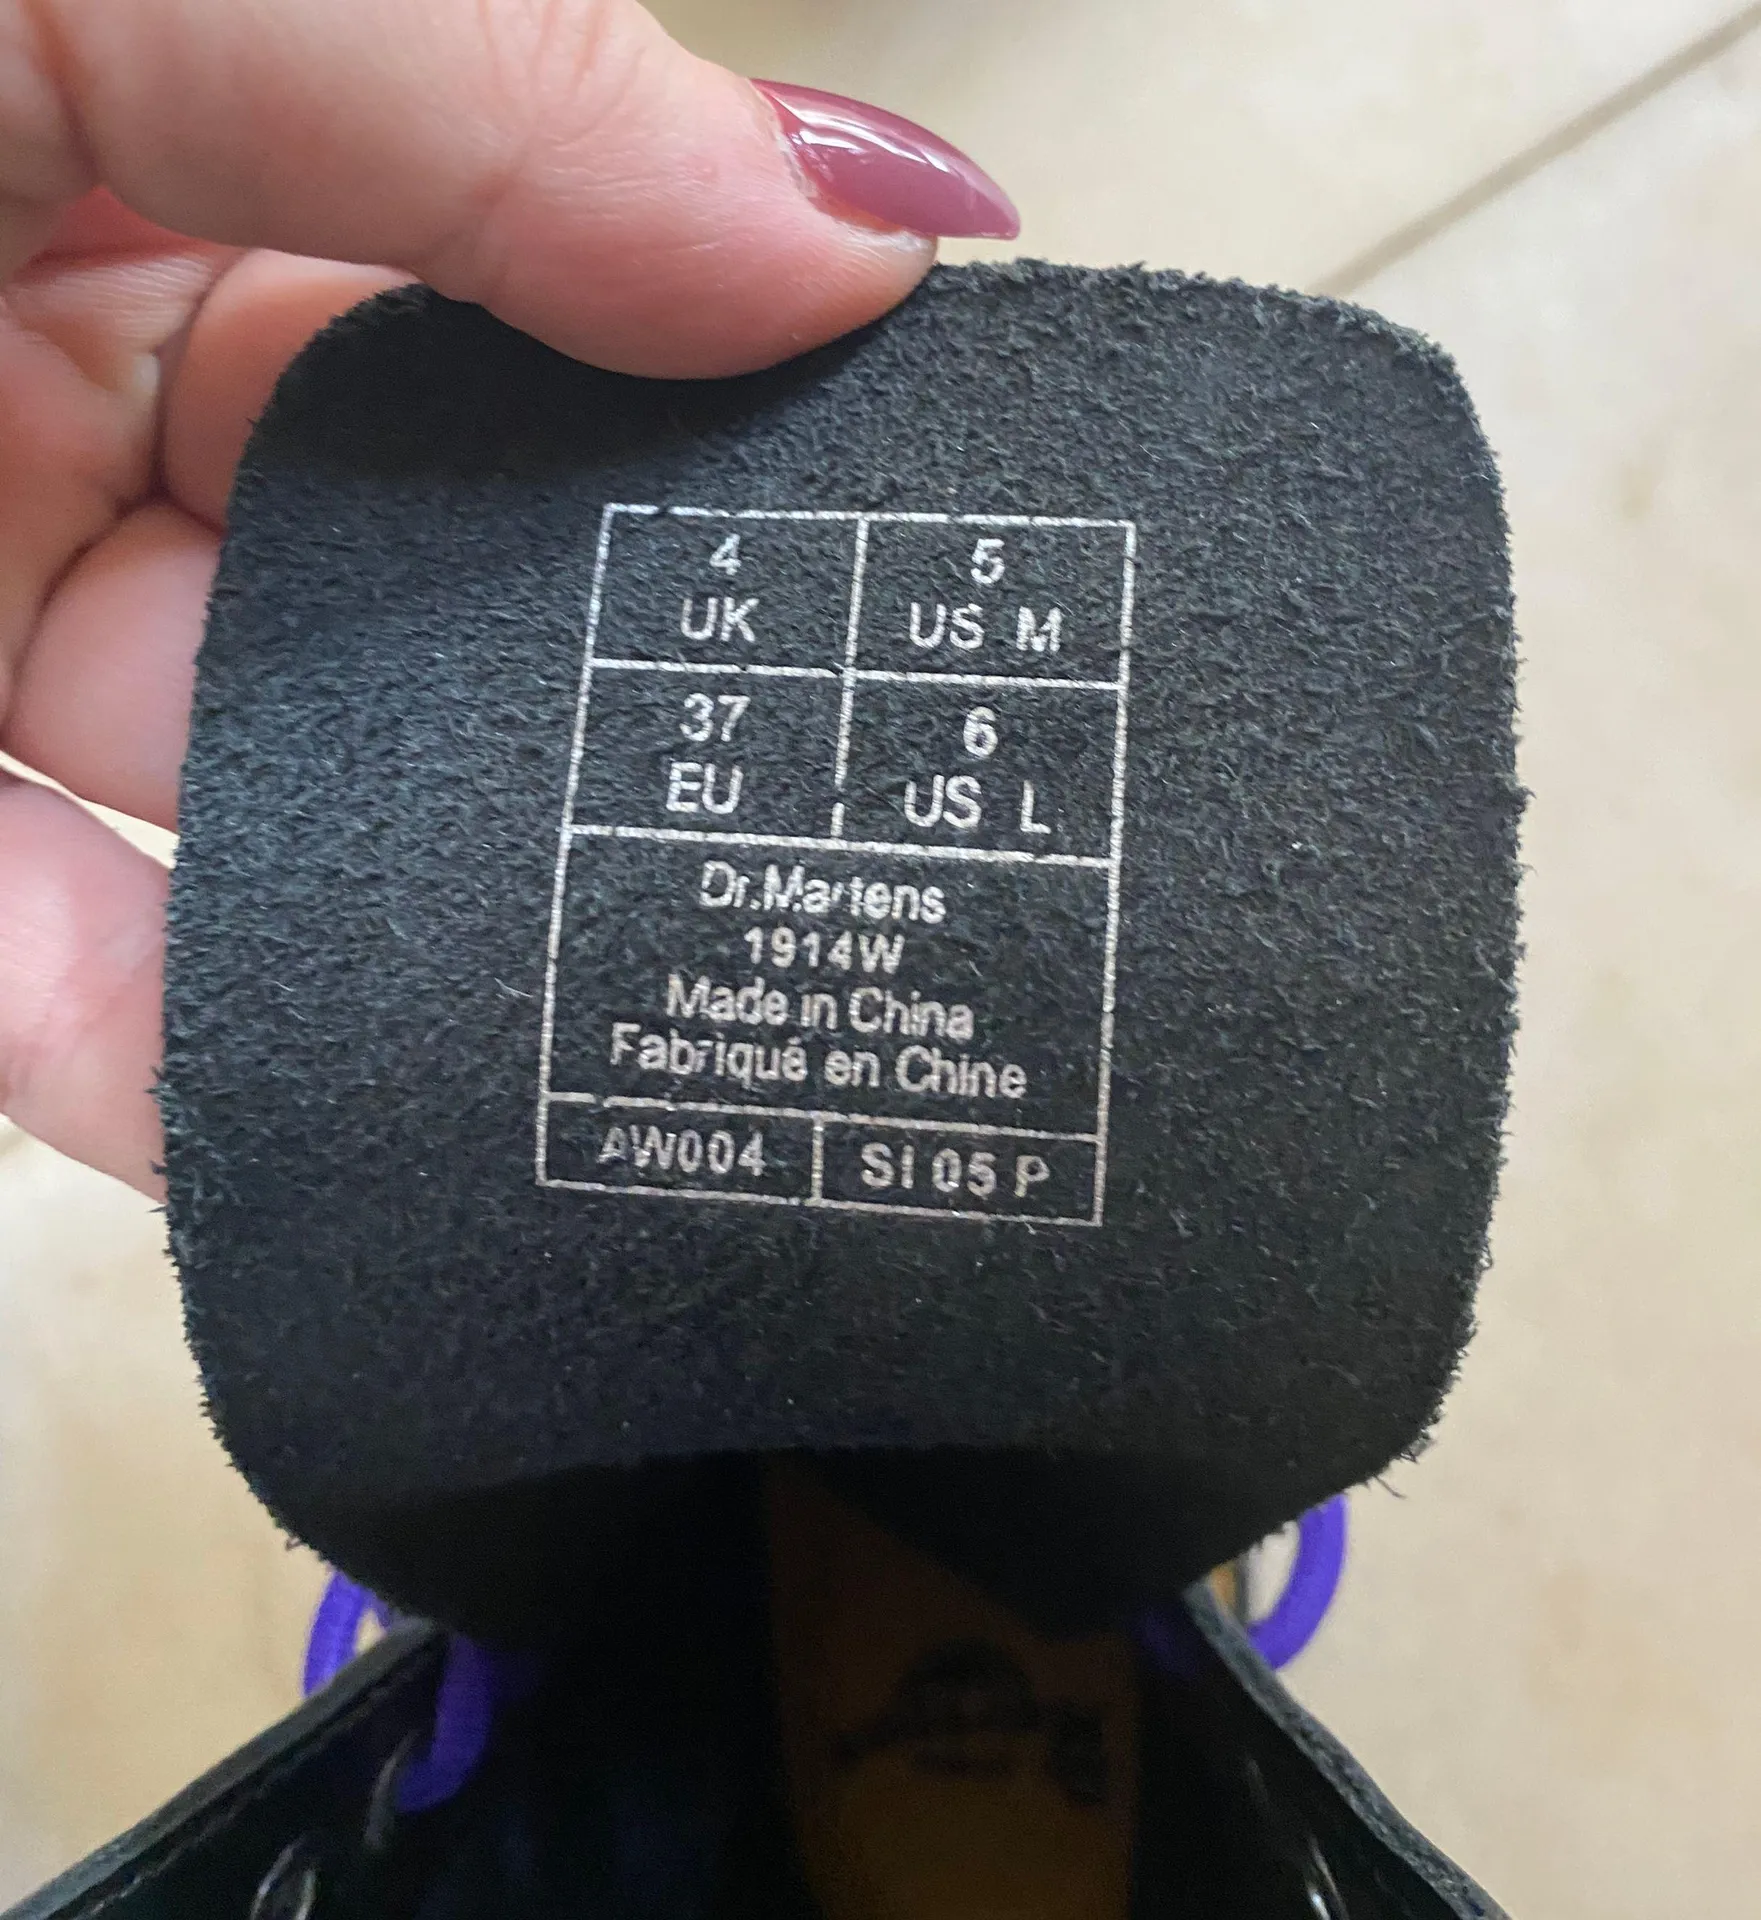 4 5
UK US M
37 6
EU US L
Dr.Martens
1914W
Made in China
Fabriqué en Chine
AW004 SI 05 P